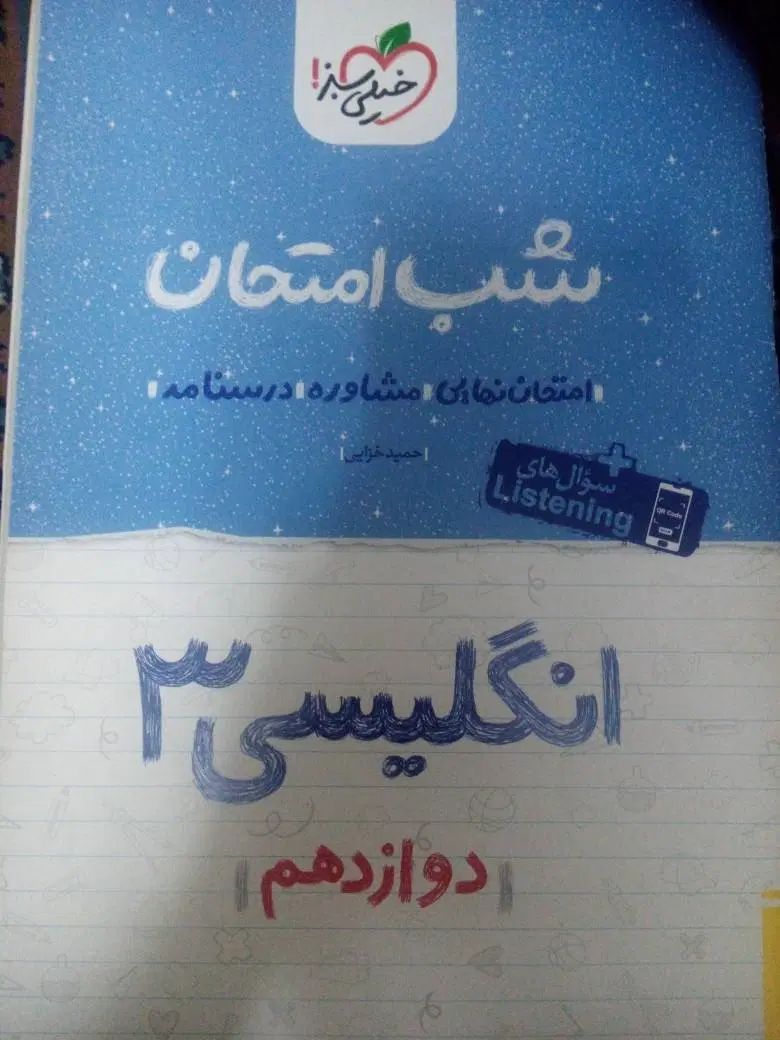 خیلی سبز!
شب امتحان
امتحان نهایی | مشاوره | درسنامه
| حمید خزایی |
+
سؤال‌های
Listening
QR Code
انگلیسی ۳
| دوازدهم |